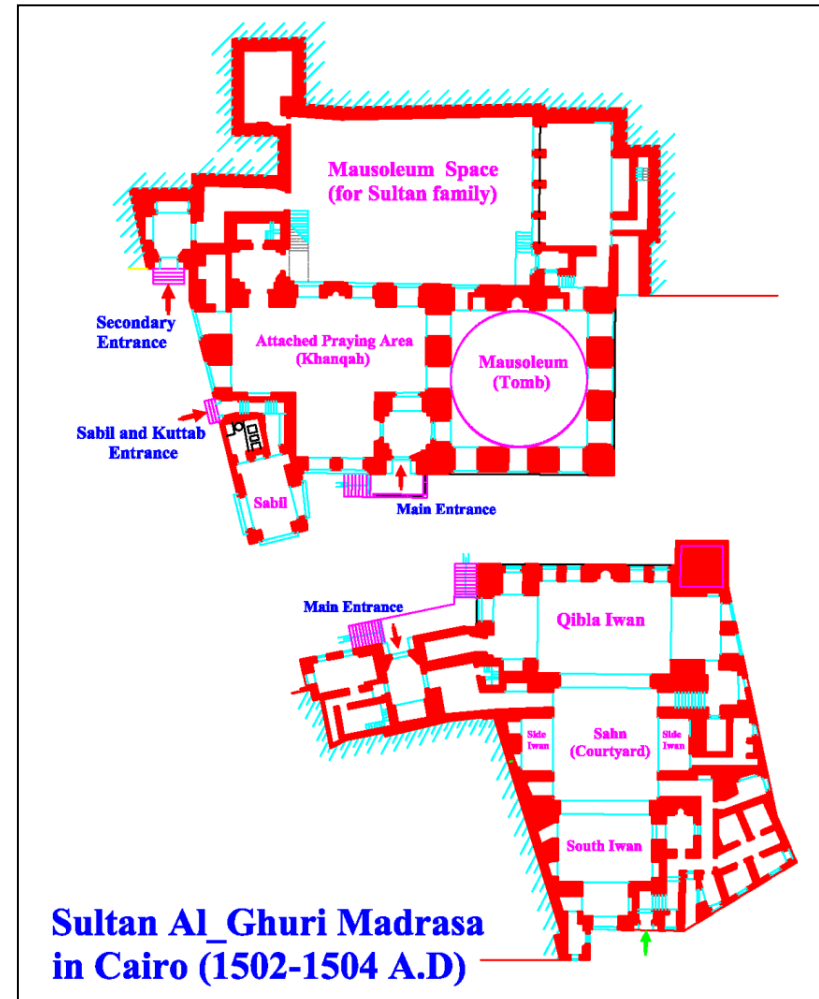 Mausoleum Space
(for Sultan family)
Secondary
Entrance
Attached Praying Area
(Khanqah)
Mausoleum
(Tomb)
Sabil and Kuttab
Entrance
Sabil
Main Entrance
Main Entrance
Qibla Iwan
Side
Iwan
Sahn
(Courtyard)
Side
Iwan
South Iwan
Sultan Al_Ghuri Madrasa
in Cairo (1502-1504 A.D)